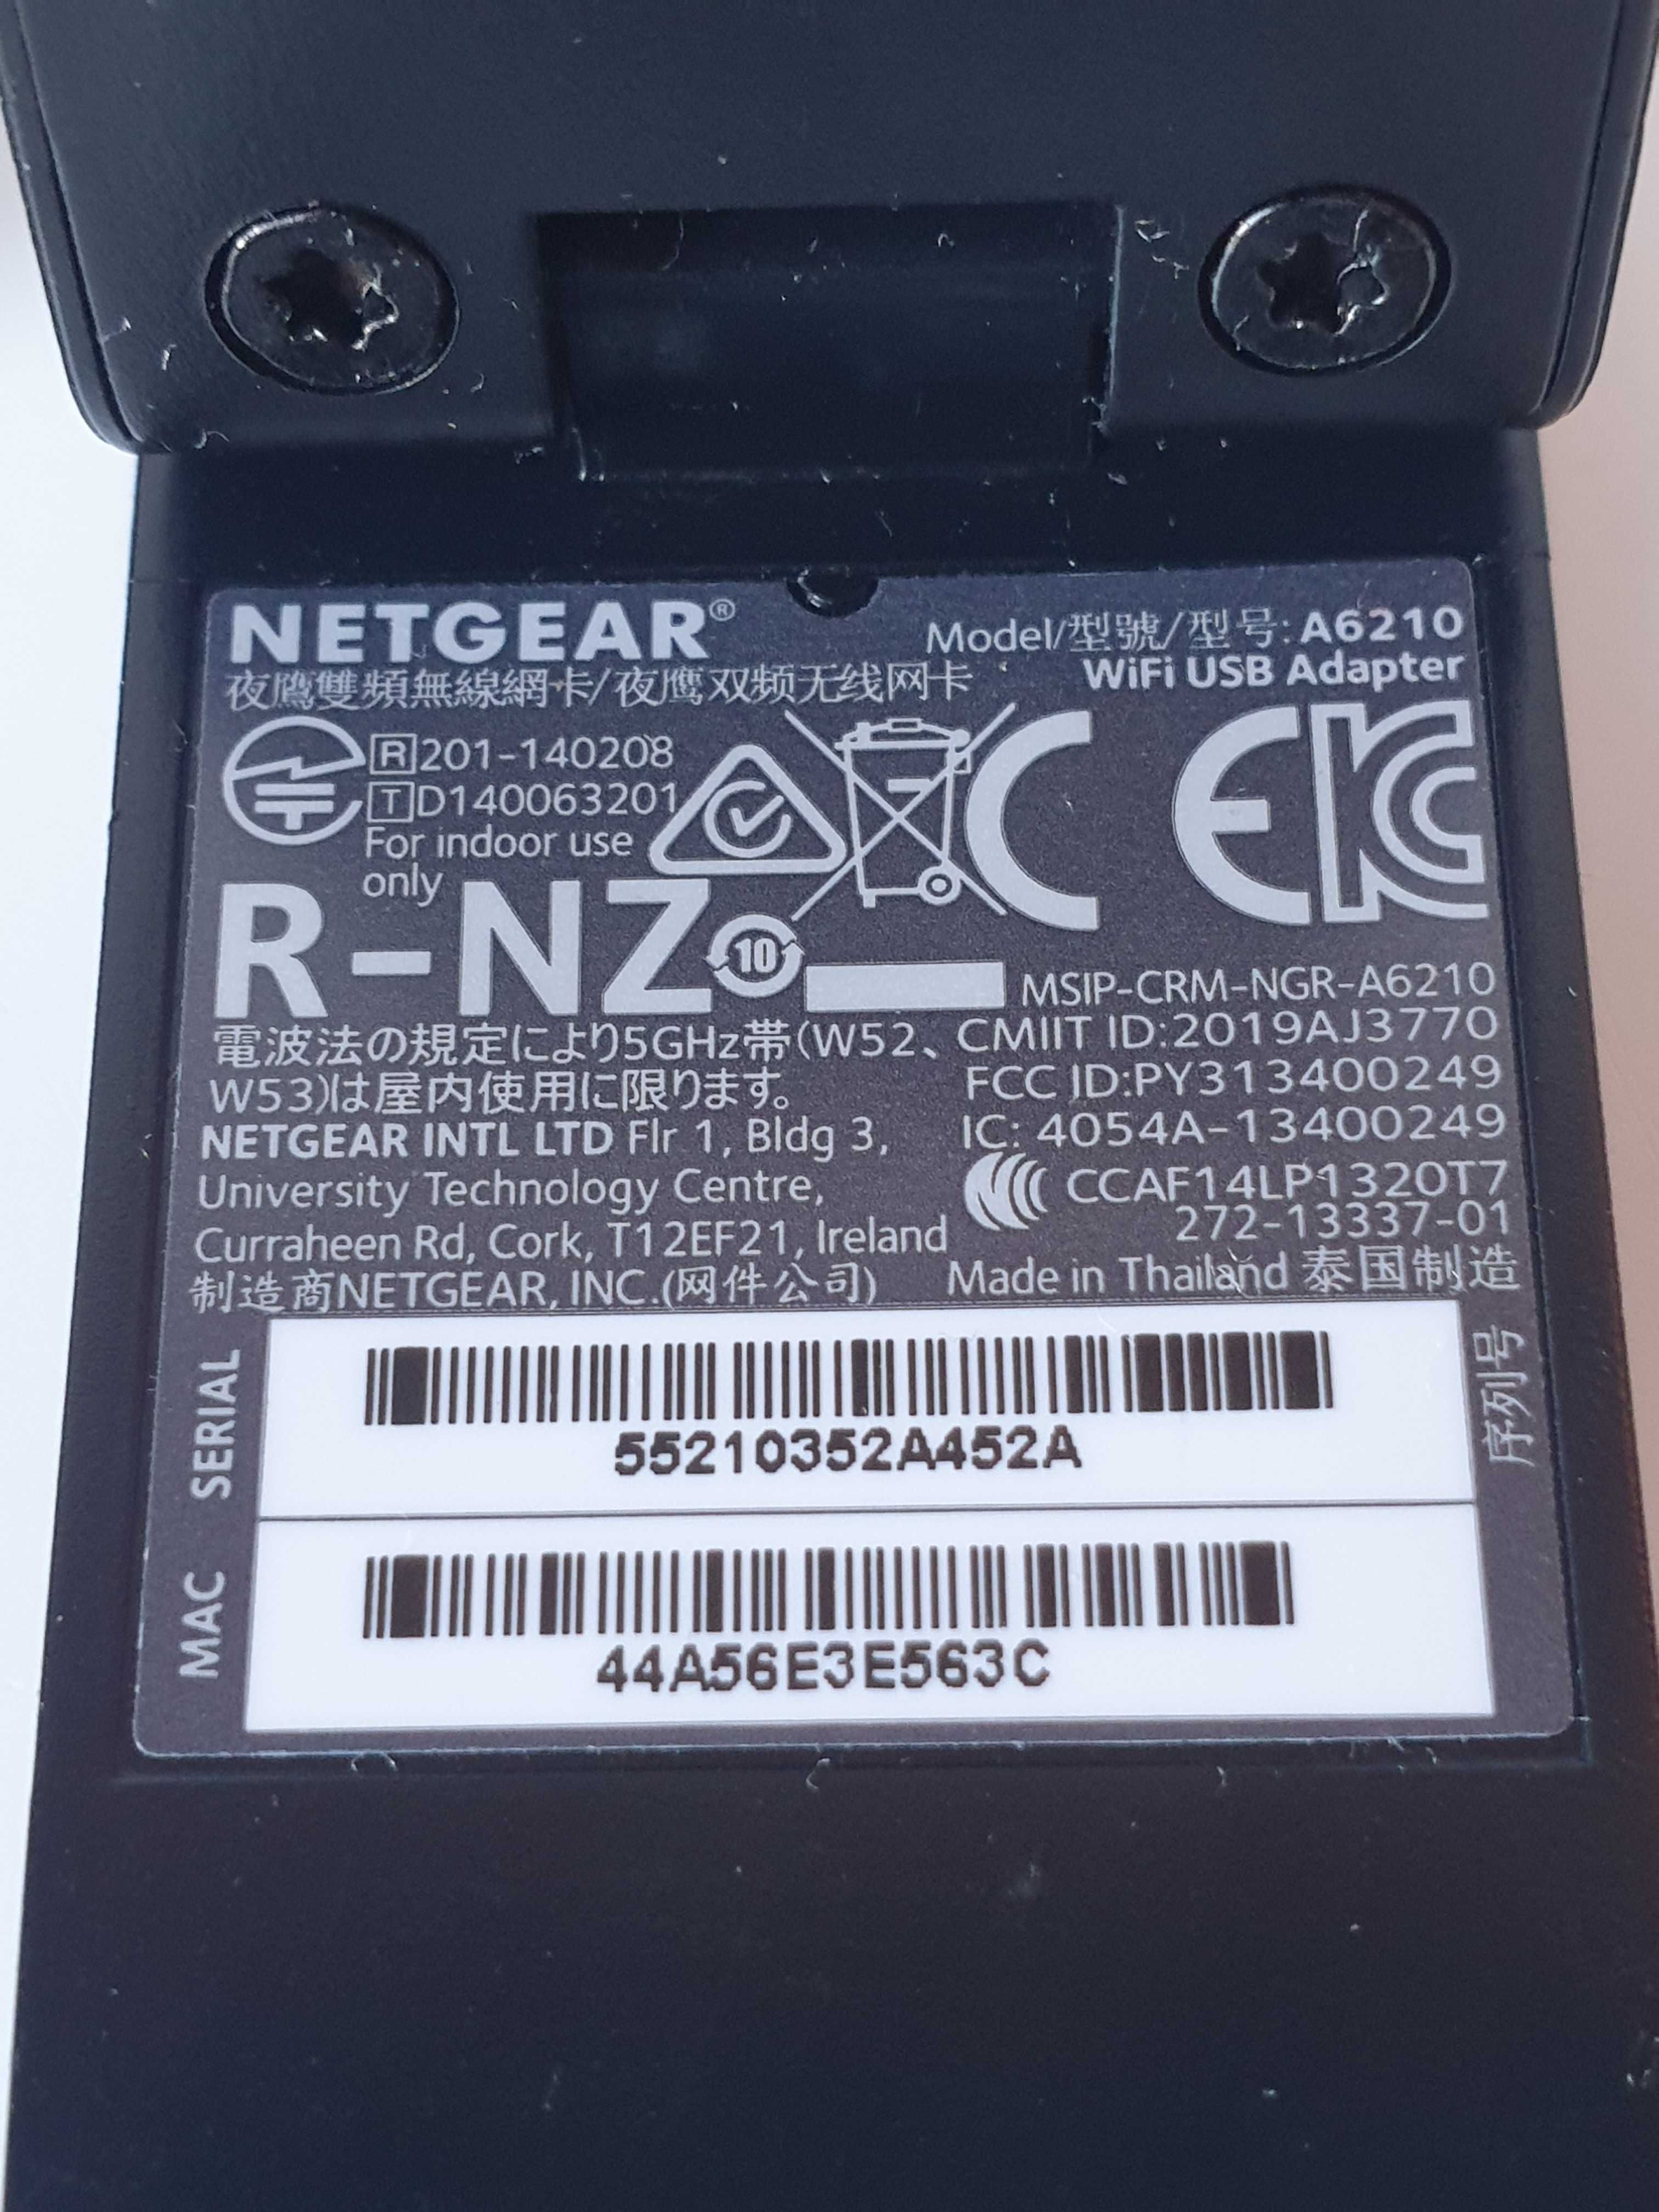 NETGEAR®
Model/型號/型号: A6210
WiFi USB Adapter
夜鷹雙頻無線網卡/夜鹰双频无线网卡
R 201-140208
T D140063201
For indoor use
only
CE
R-NZ
10
MSIP-CRM-NGR-A6210
電波法の規定により5GHz帯(W52、
W53)は屋内使用に限ります。
CMIIT ID:2019AJ3770
FCC ID:PY313400249
IC: 4054A-13400249
CCAF14LP1320T7
272-13337-01
NETGEAR INTL LTD Flr 1, Bldg 3,
University Technology Centre,
Curraheen Rd, Cork, T12EF21, Ireland
制造商NETGEAR, INC.(网件公司)
Made in Thailand 泰国制造
SERIAL
55210352A452A
序列号
MAC
44A56E3E563C